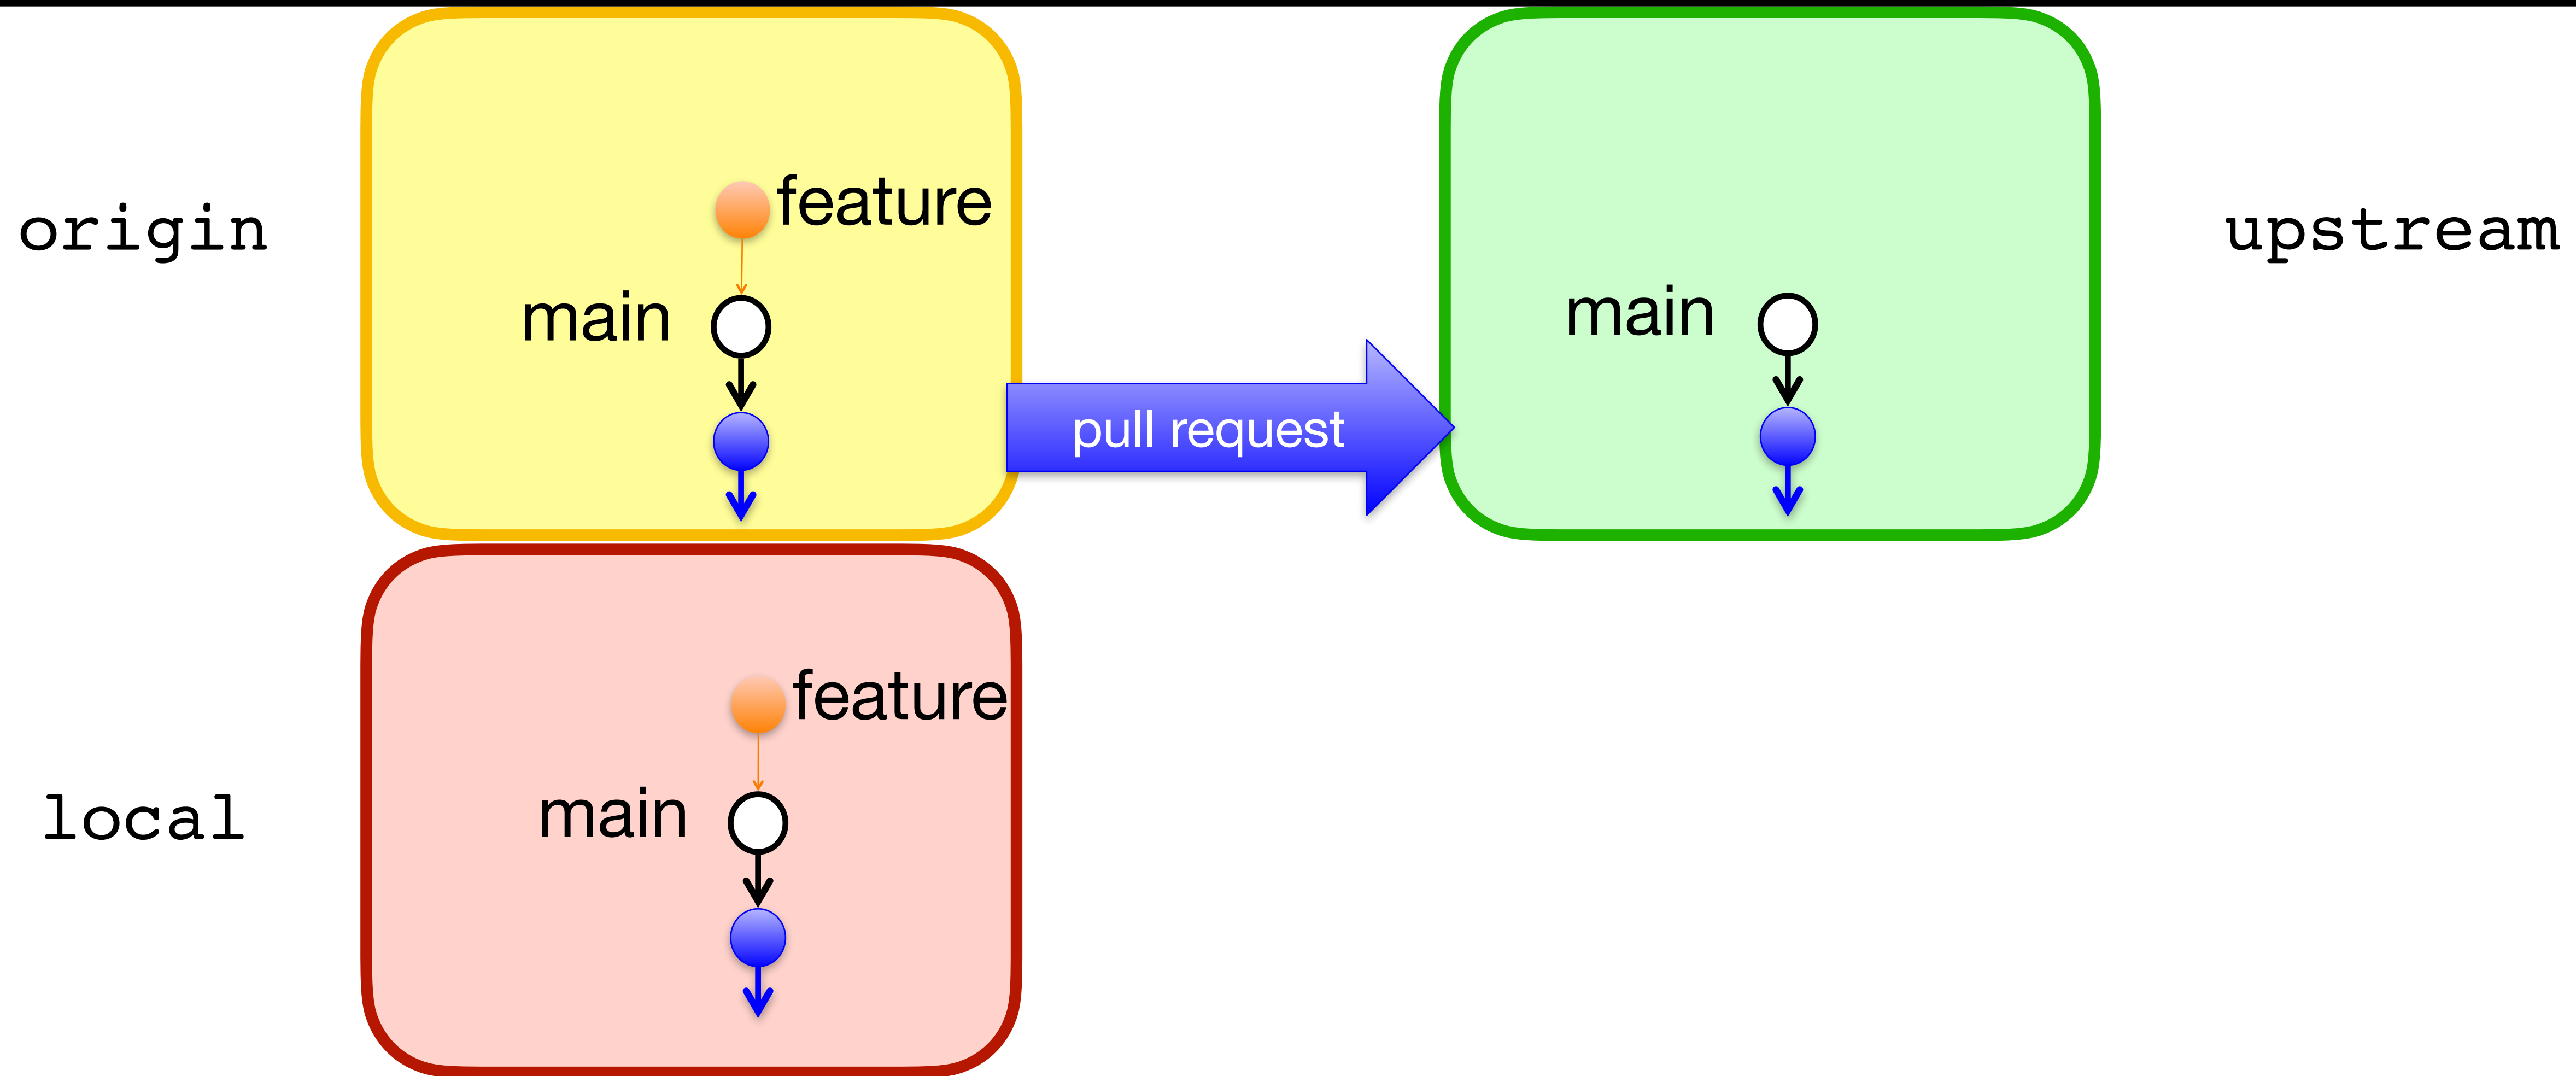 origin
feature
main
pull request
upstream
main
local
feature
main